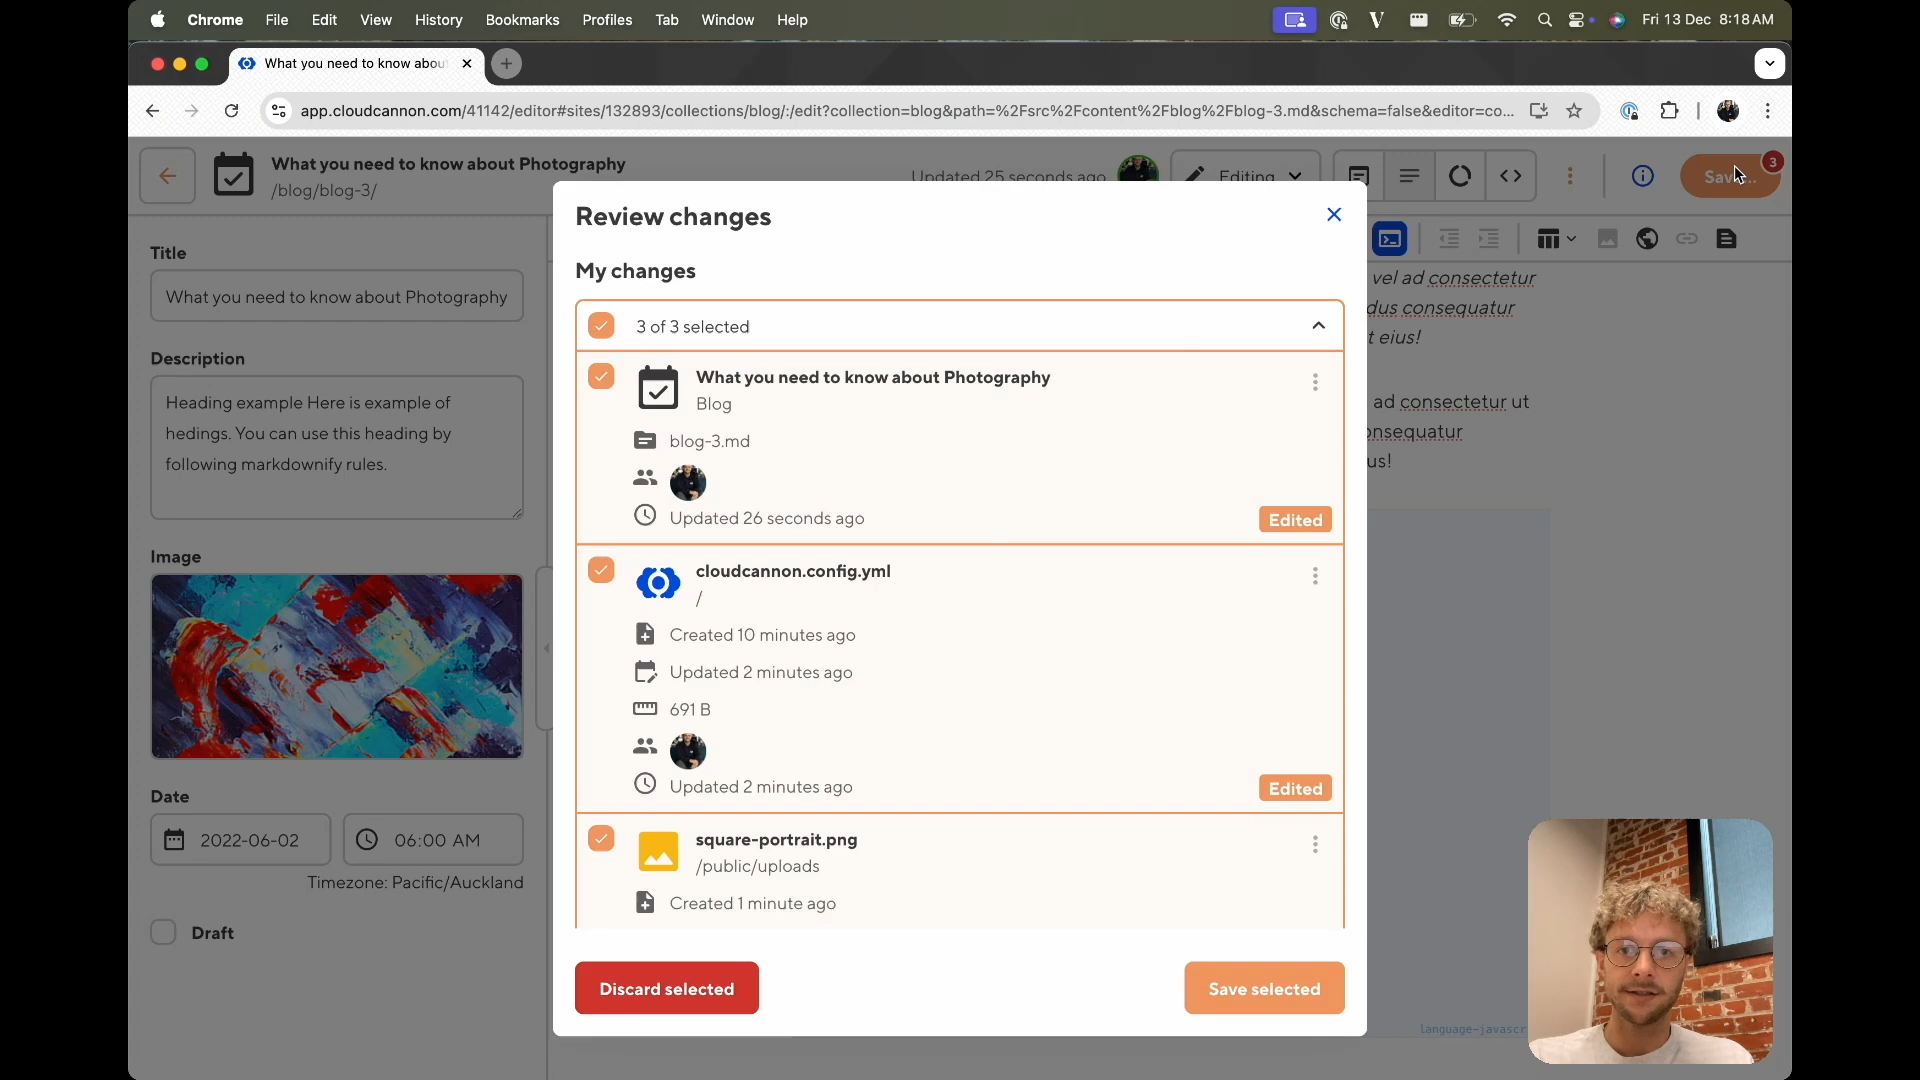 Chrome File Edit View History Bookmarks Profiles Tab Window Help Fri 13 Dec 8:18 AM
What you need to know abou
app.cloudcannon.com/41142/editor#sites/132893/collections/blog/:/edit?collection=blog&path=%2Fsrc%2Fcontent%2Fblog%2Fblog-3.md&schema=false&editor=co...
What you need to know about Photography
/blog/blog-3/
Updated 25 seconds ago
Editing
3
Title
What you need to know about Photography
Description
Heading example Here is example of
hedings. You can use this heading by
following markdownify rules.
Image
Date
2022-06-02 06:00 AM
Timezone: Pacific/Auckland
Draft
Review changes
My changes
3 of 3 selected
What you need to know about Photography
Blog
blog-3.md
Updated 26 seconds ago
Edited
cloudcannon.config.yml
/
Created 10 minutes ago
Updated 2 minutes ago
691 B
Updated 2 minutes ago
Edited
square-portrait.png
/public/uploads
Created 1 minute ago
Discard selected
Save selected
vel ad consectetur
dus consequatur
t eius!
ad consectetur ut
onsequatur
us!
language-javascr